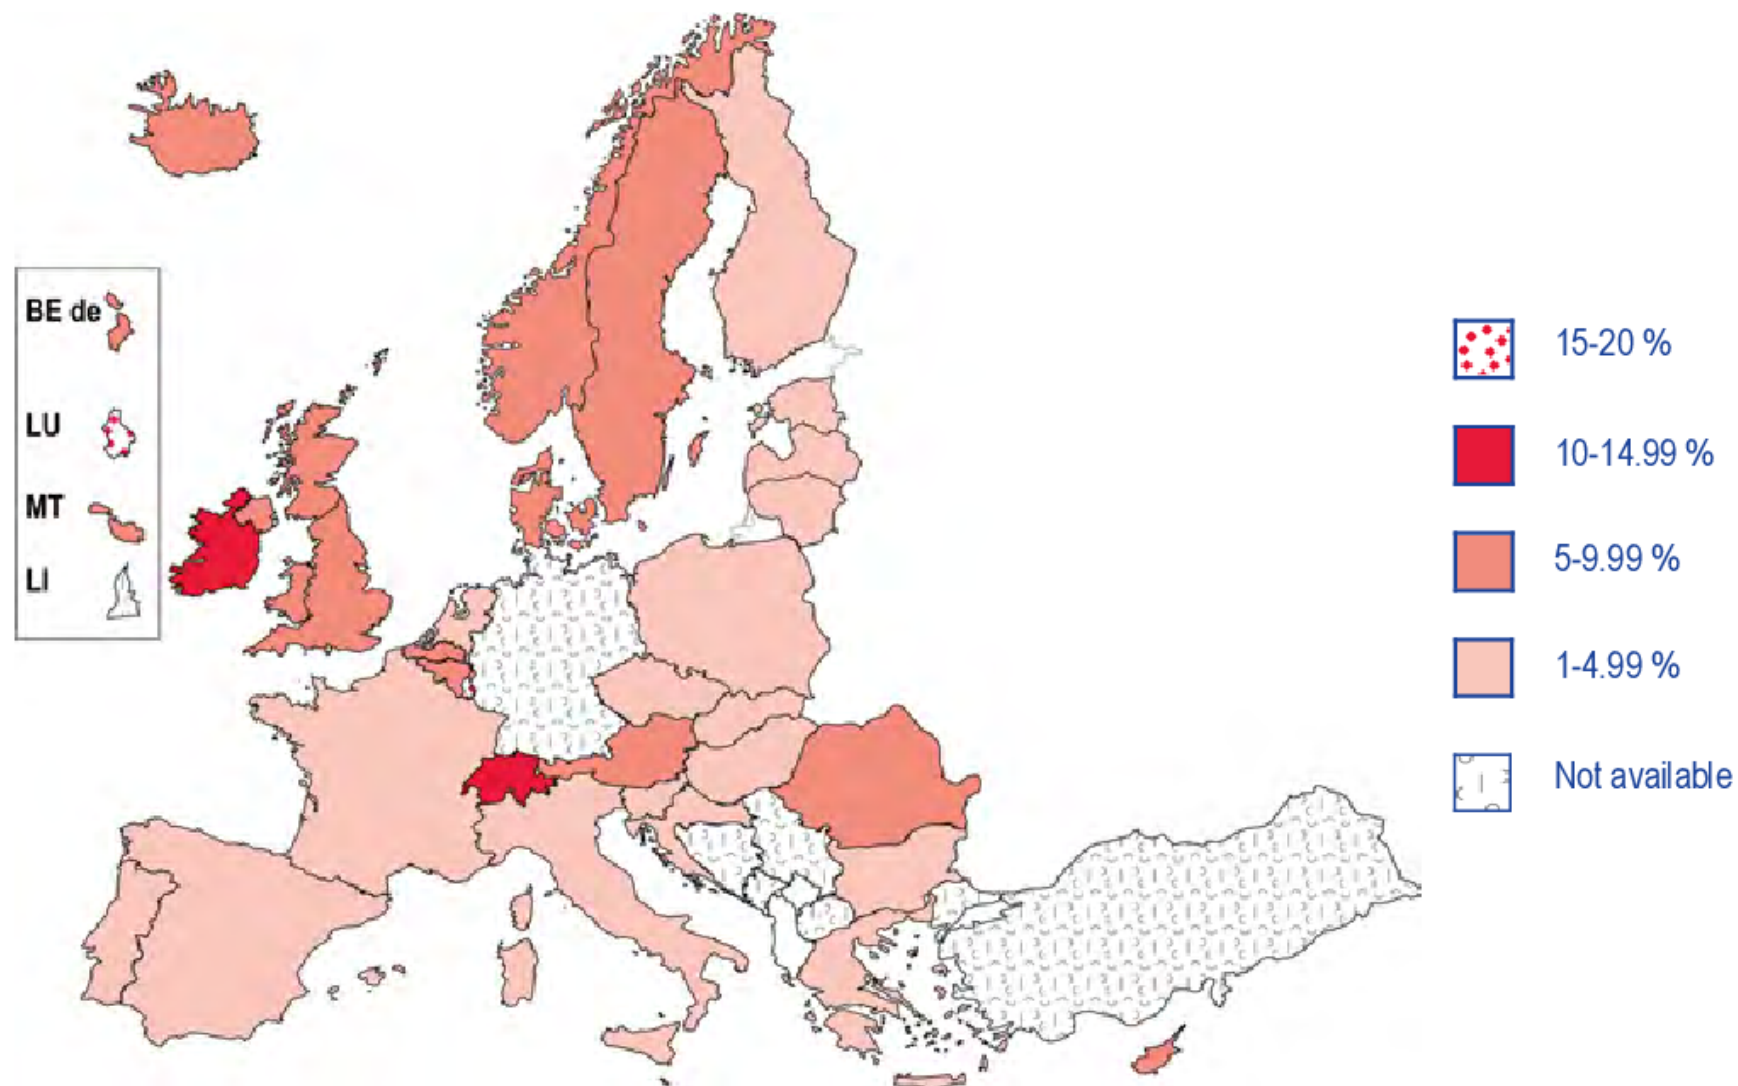 BE de
LU
MT
LI
15-20 %
10-14.99 %
5-9.99 %
1-4.99 %
Not available